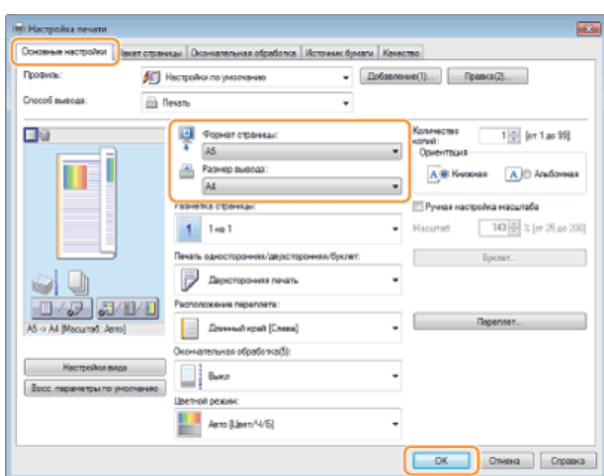 Настройка печати
Основные настройки Макет страницы Окончательная обработка Источник бумаги Качество
Профиль: Настройки по умолчанию Добавление(1)... Правка(2)...
Способ вывода: Печать
Формат страницы:
A5
Размер вывода:
A4
Количество копий: 1 [от 1 до 99]
Ориентация
A Книжная A Альбомная
Разметка страницы:
1 1 на 1
Ручная настройка масштаба
Масштаб: 143 % [от 25 до 200]
Печать односторонняя/двухсторонняя/буклет:
Двухсторонняя печать
Буклет...
Расположение переплета:
Длинный край [Слева]
Переплет...
A5 -> A4 [Масштаб: Авто]
Окончательная обработка(5):
Выкл
Настройки вида
Восс. параметры по умолчанию
Цветной режим:
Авто [Цвет/Ч/Б]
OK Отмена Справка